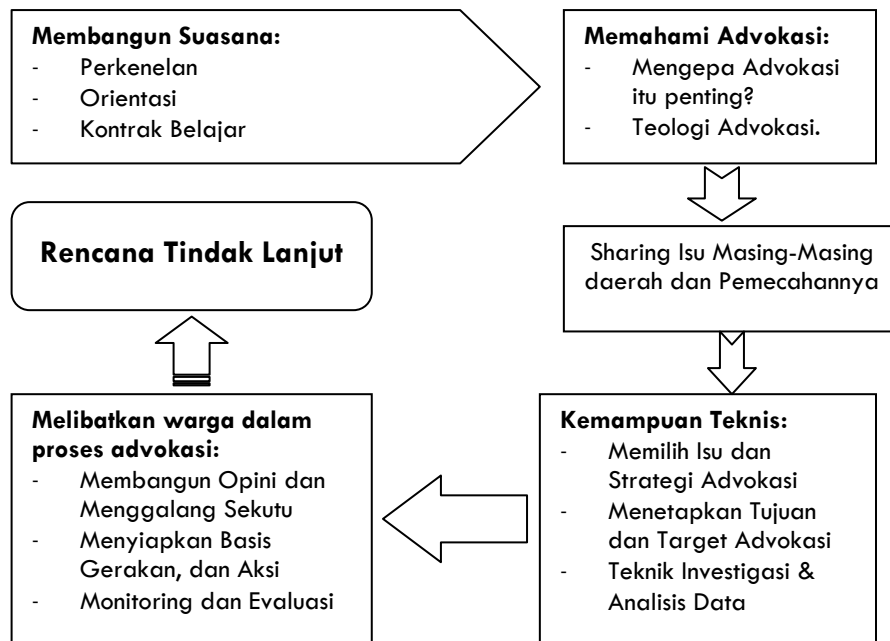 Membangun Suasana:
- Perkenelan
- Orientasi
- Kontrak Belajar
Memahami Advokasi:
- Mengepa Advokasi
itu penting?
- Teologi Advokasi.
Sharing Isu Masing-Masing
daerah dan Pemecahannya
Kemampuan Teknis:
- Memilih Isu dan
Strategi Advokasi
- Menetapkan Tujuan
dan Target Advokasi
- Teknik Investigasi &
Analisis Data
Melibatkan warga dalam
proses advokasi:
- Membangun Opini dan
Menggalang Sekutu
- Menyiapkan Basis
Gerakan, dan Aksi
- Monitoring dan Evaluasi
Rencana Tindak Lanjut